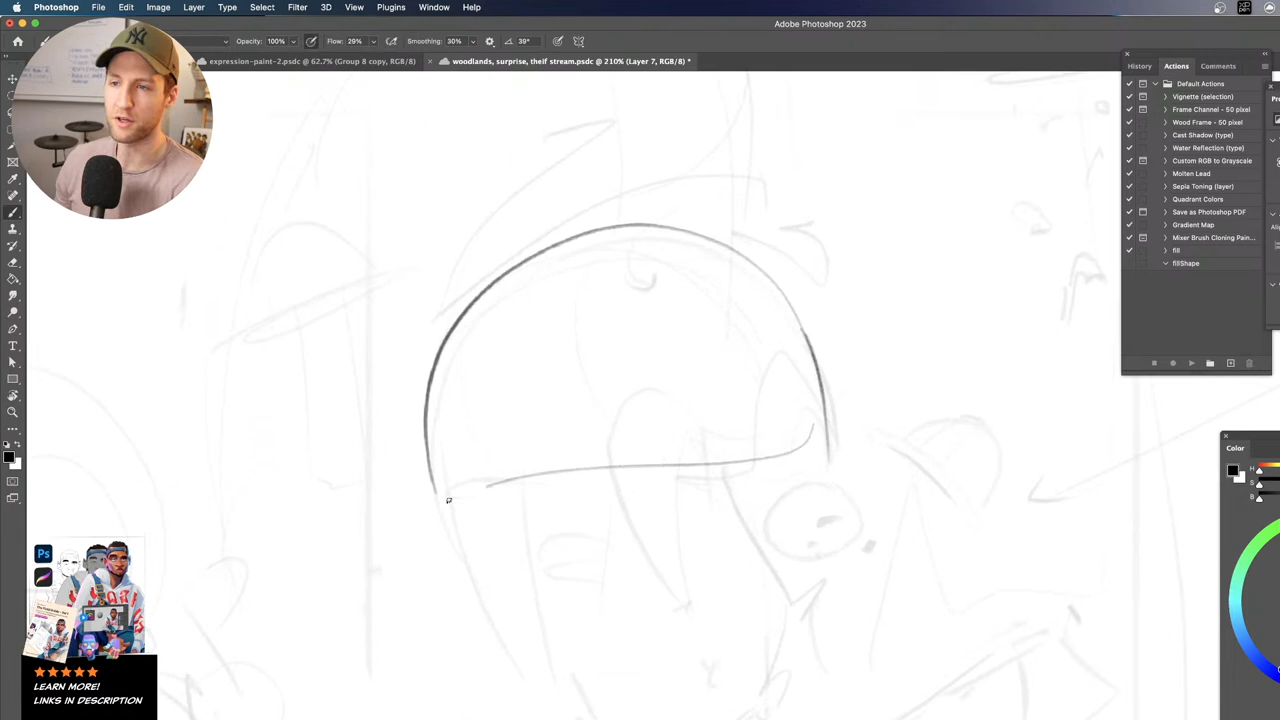 Photoshop File Edit Image Layer Type Select Filter 3D View Plugins Window Help
Adobe Photoshop 2023
Opacity: 100% Flow: 29% Smoothing: 30% 39°
expression-paint-2.psdc @ 62.7% (Group 8 copy, RGB/8) woodlands, surprise, theif stream.psdc @ 210% (Layer 7, RGB/8) *
History Actions Comments
Default Actions
Vignette (selection)
Frame Channel - 50 pixel
Wood Frame - 50 pixel
Cast Shadow (type)
Water Reflection (type)
Custom RGB to Grayscale
Molten Lead
Sepia Toning (layer)
Quadrant Colors
Save as Photoshop PDF
Gradient Map
Mixer Brush Cloning Pain...
fill
fillShape
Color
H
S
B
Ps
LEARN MORE!
LINKS IN DESCRIPTION